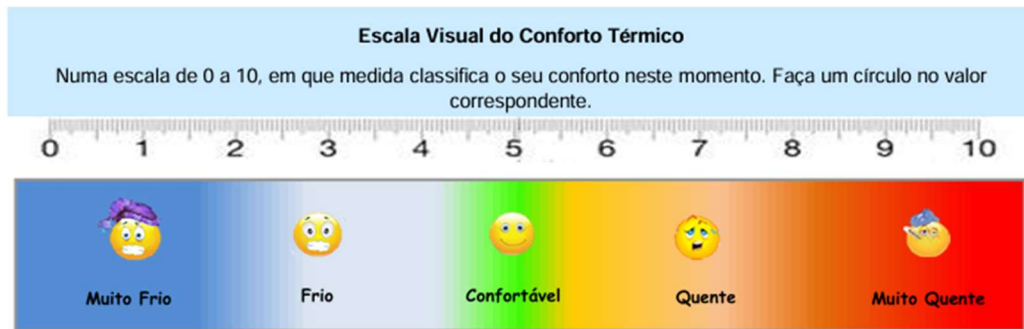 Escala Visual do Conforto Térmico
Numa escala de 0 a 10, em que medida classifica o seu conforto neste momento. Faça um círculo no valor
correspondente.
0 1 2 3 4 5 6 7 8 9 10
Muito Frio Frio Confortável Quente Muito Quente